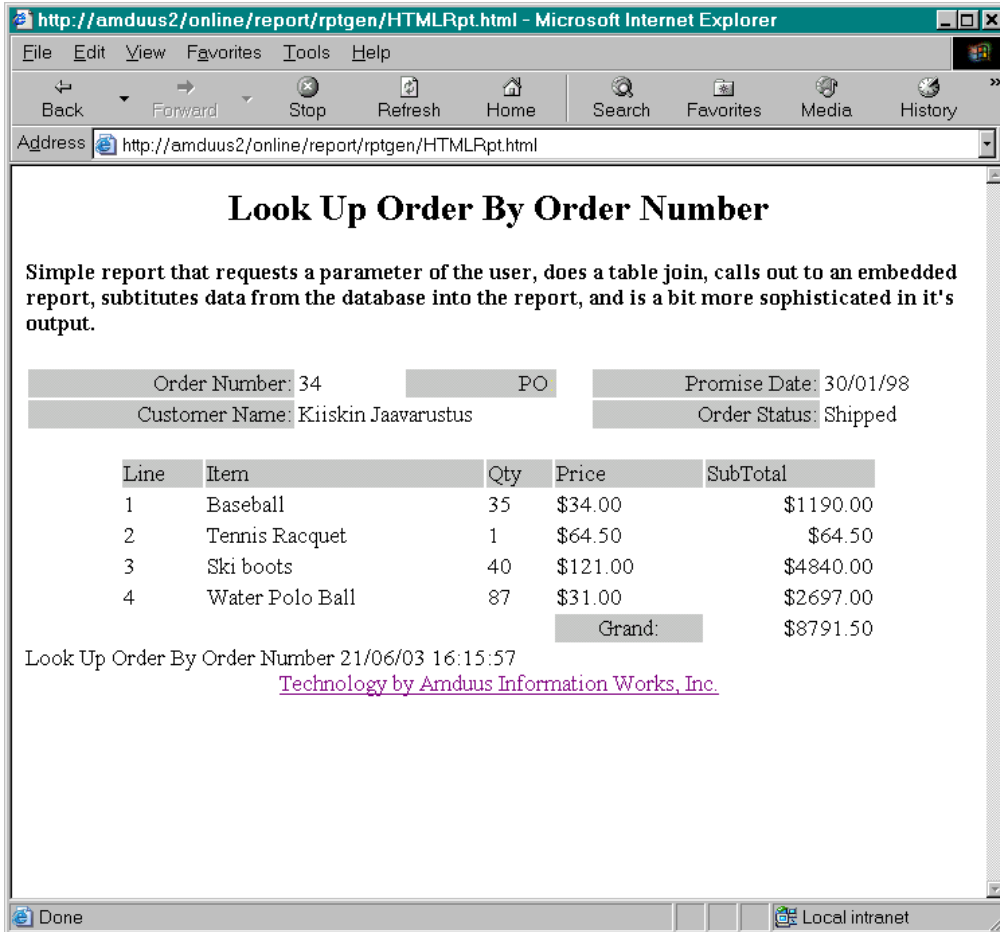 http://amduus2/online/report/rptgen/HTMLRpt.html - Microsoft Internet Explorer
File Edit View Favorites Tools Help
Back Forward Stop Refresh Home Search Favorites Media History »
Address http://amduus2/online/report/rptgen/HTMLRpt.html
Look Up Order By Order Number
Simple report that requests a parameter of the user, does a table join, calls out to an embedded
report, subtitutes data from the database into the report, and is a bit more sophisticated in it's
output.
Order Number: 34 PO Promise Date: 30/01/98
Customer Name: Kiiskin Jaavarustus Order Status: Shipped
Line Item Qty Price SubTotal
1 Baseball 35 $34.00 $1190.00
2 Tennis Racquet 1 $64.50 $64.50
3 Ski boots 40 $121.00 $4840.00
4 Water Polo Ball 87 $31.00 $2697.00
Grand: $8791.50
Look Up Order By Order Number 21/06/03 16:15:57
Technology by Amduus Information Works, Inc.
Done Local intranet